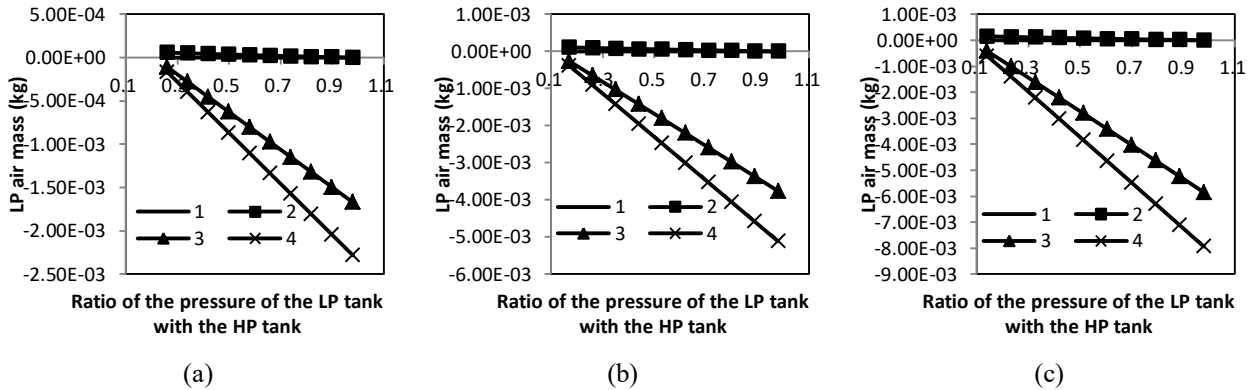 5.00E-04
0.00E+00
-5.00E-04
-1.00E-03
-1.50E-03
-2.00E-03
-2.50E-03
0.1 0.3 0.5 0.7 0.9 1.1
LP air mass (kg)
1 2
3 4
Ratio of the pressure of the LP tank
with the HP tank
(a)
1.00E-03
0.00E+00
-1.00E-03
-2.00E-03
-3.00E-03
-4.00E-03
-5.00E-03
-6.00E-03
0.1 0.3 0.5 0.7 0.9 1.1
LP air mass (kg)
1 2
3 4
Ratio of the pressure of the LP tank
with the HP tank
(b)
1.00E-03
0.00E+00
-1.00E-03
-2.00E-03
-3.00E-03
-4.00E-03
-5.00E-03
-6.00E-03
-7.00E-03
-8.00E-03
-9.00E-03
0.1 0.3 0.5 0.7 0.9 1.1
LP air mass (kg)
1 2
3 4
Ratio of the pressure of the LP tank
with the HP tank
(c)